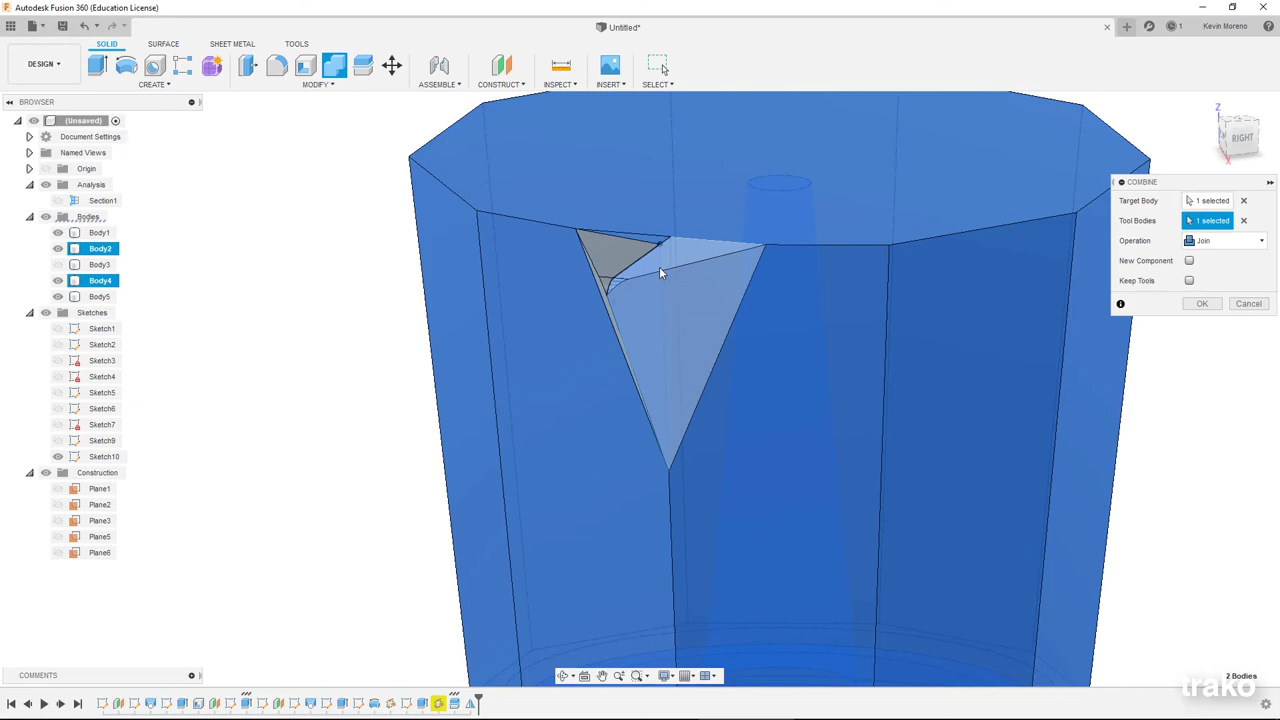 Autodesk Fusion 360 (Education License)
Untitled*
1
Kevin Moreno
SOLID SURFACE SHEET METAL TOOLS
DESIGN
CREATE MODIFY ASSEMBLE CONSTRUCT INSPECT INSERT SELECT
BROWSER
(Unsaved)
Document Settings
Named Views
Origin
Analysis
Section1
Bodies
Body1
Body2
Body3
Body4
Body5
Sketches
Sketch1
Sketch2
Sketch3
Sketch4
Sketch5
Sketch6
Sketch7
Sketch9
Sketch10
Construction
Plane1
Plane2
Plane3
Plane5
Plane6
Z
RIGHT
X
COMBINE
Target Body 1 selected
Tool Bodies 1 selected
Operation Join
New Component
Keep Tools
OK Cancel
COMMENTS
2 Bodies
trako